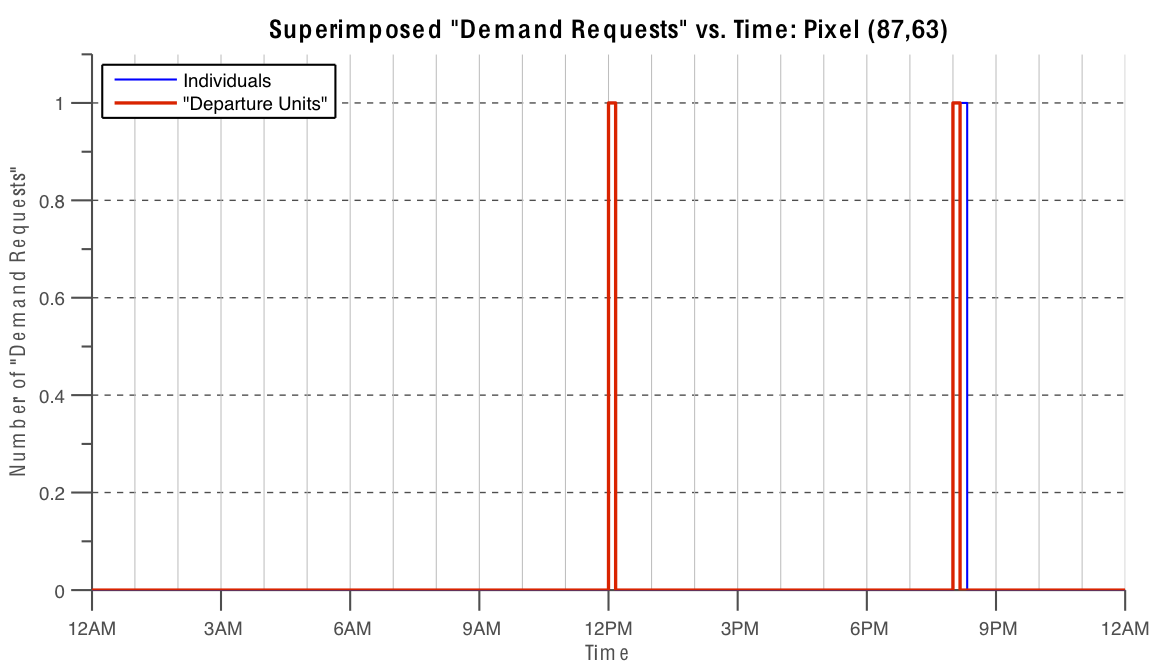 Superimposed "Demand Requests" vs. Time: Pixel (87,63)
Individuals
"Departure Units"
Number of "Demand Requests"
1
0.8
0.6
0.4
0.2
0
12AM 3AM 6AM 9AM 12PM 3PM 6PM 9PM 12AM
Time